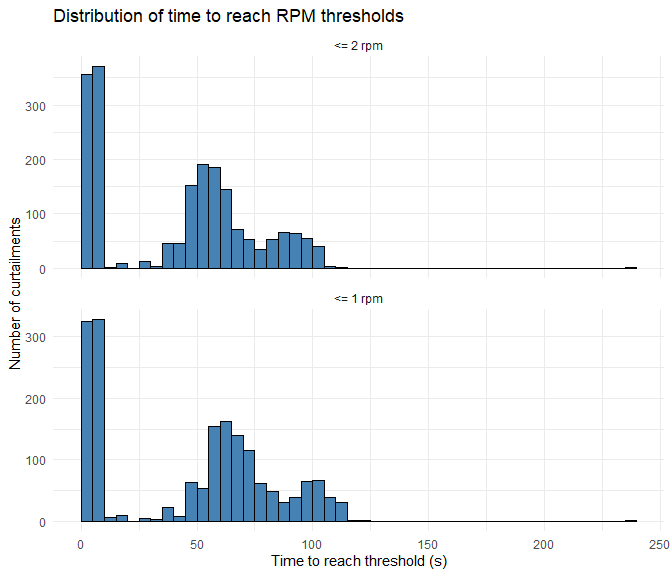 Distribution of time to reach RPM thresholds
<= 2 rpm
300
200
100
0
<= 1 rpm
300
200
100
0
Number of curtailments
0 50 100 150 200 250
Time to reach threshold (s)